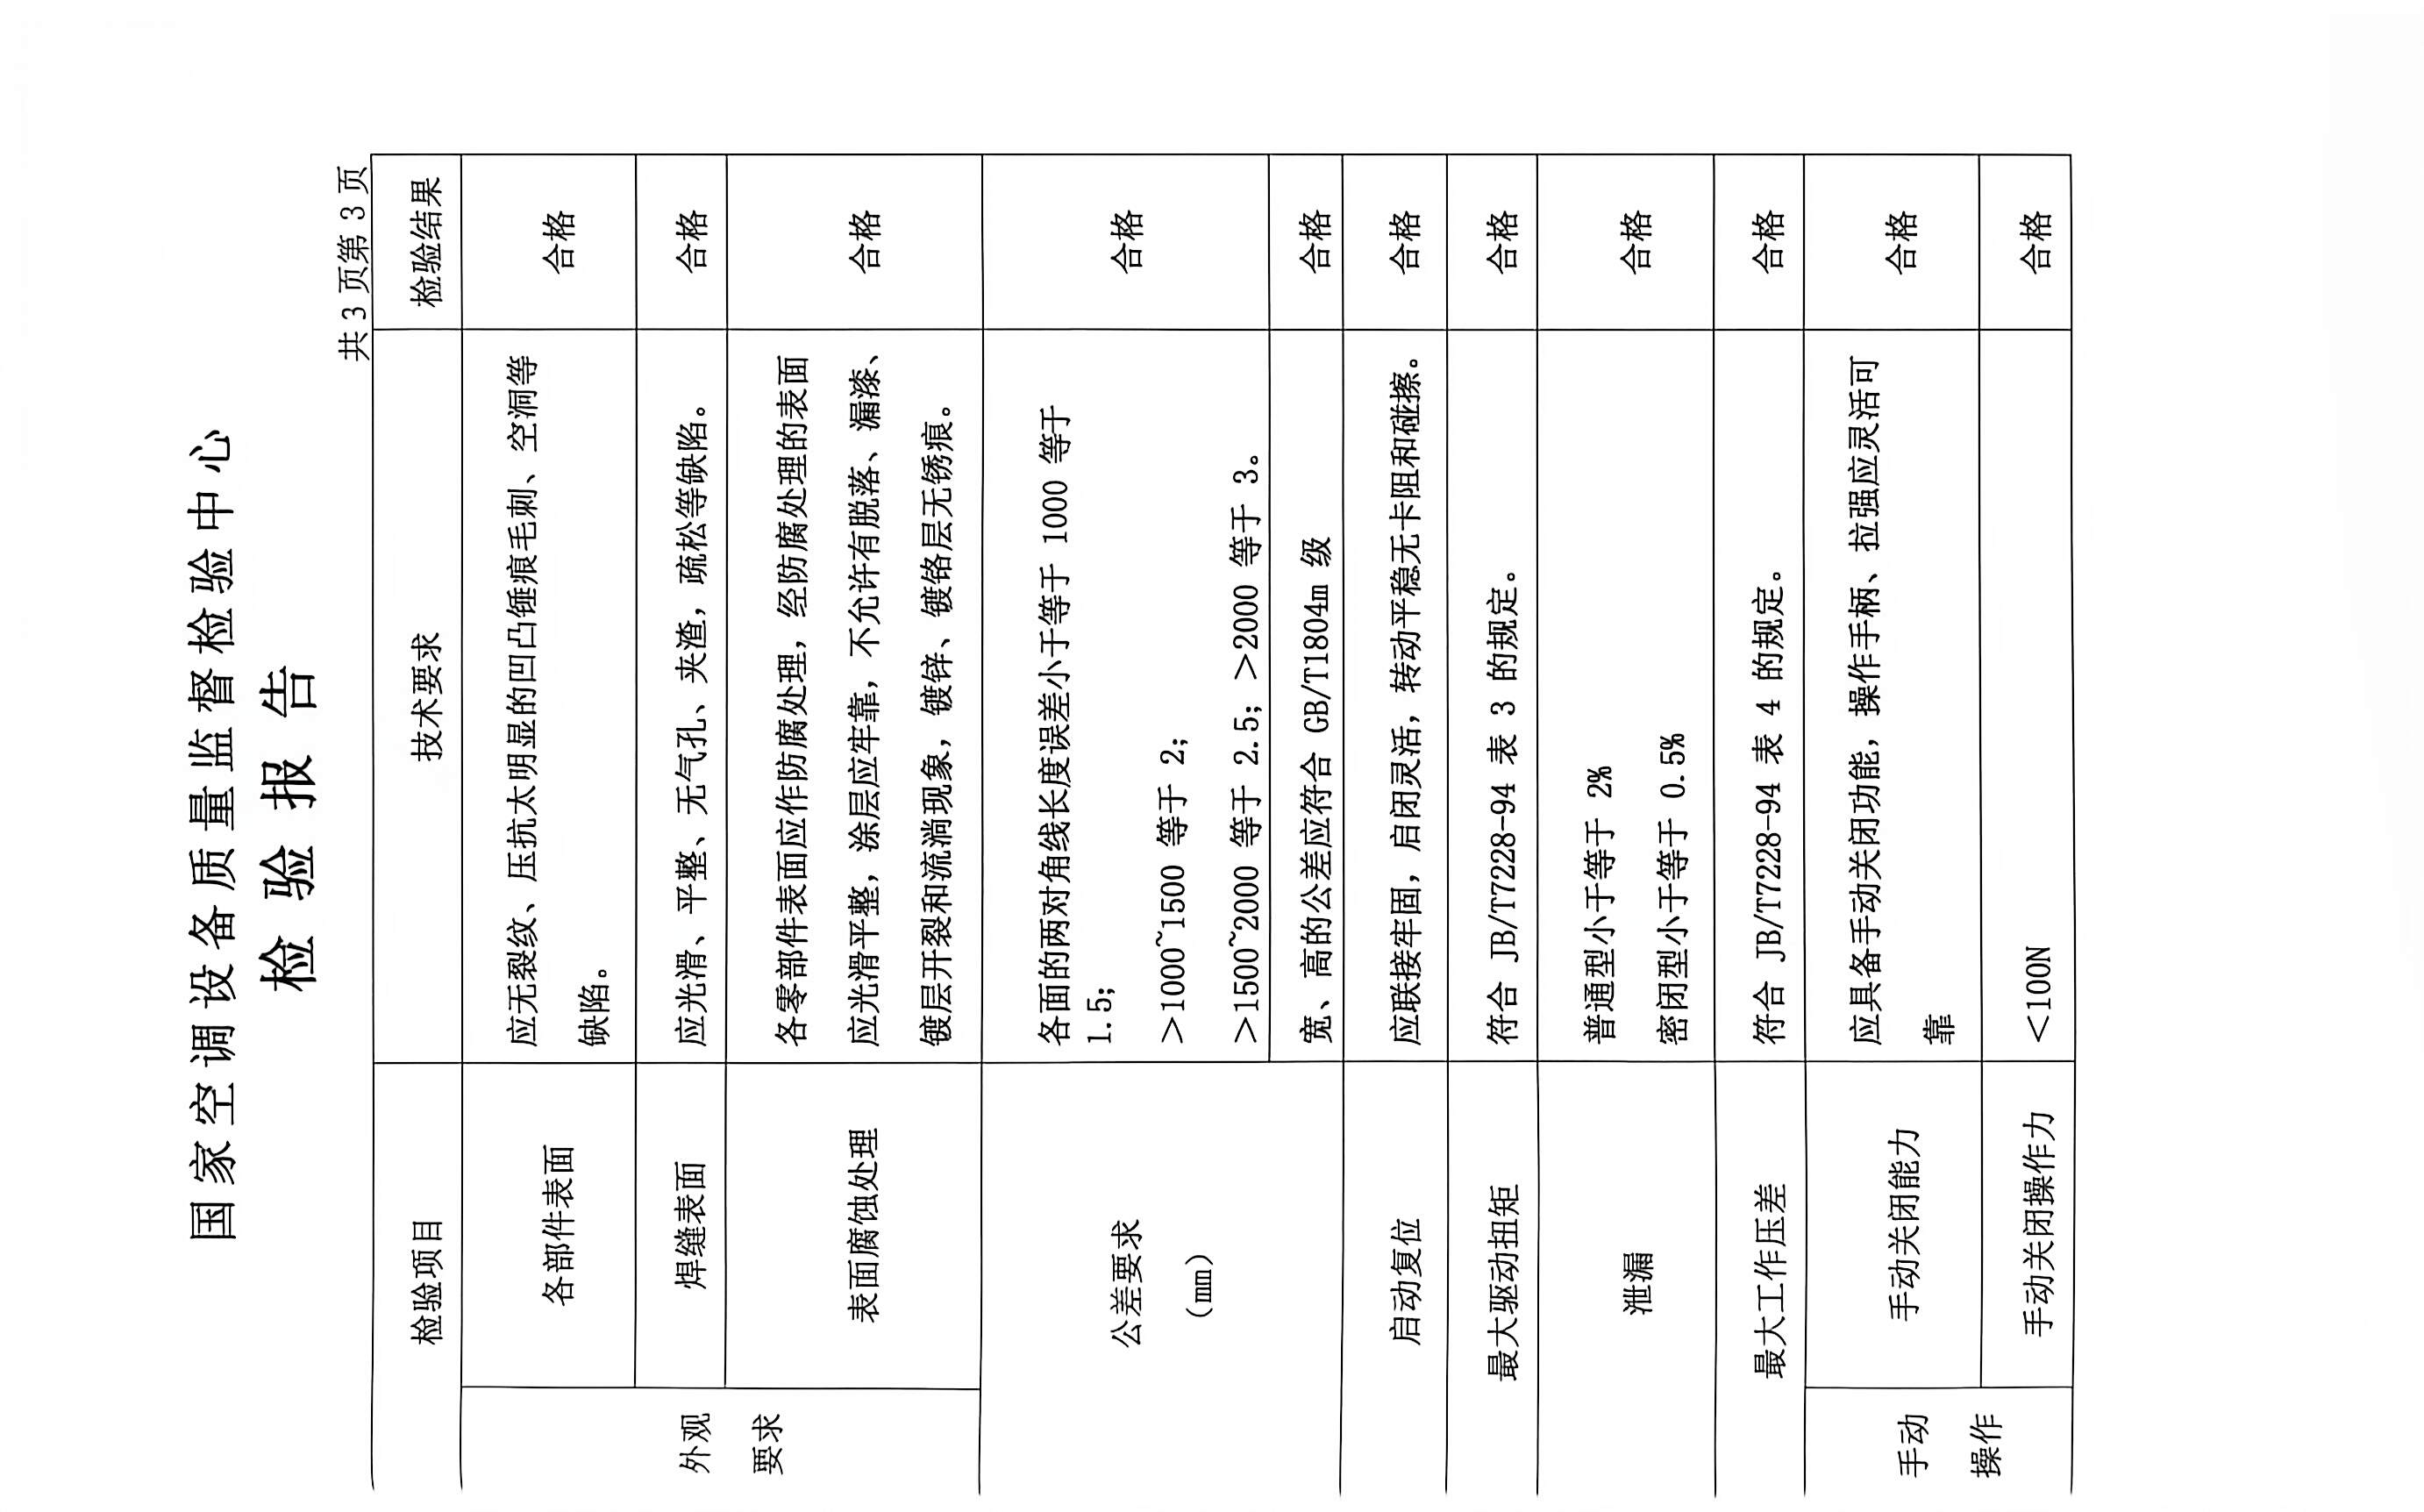 国家空调设备质量监督检验中心
检验报告
共3页第3页
检验项目 技术要求 检验结果
外观
要求
各部件表面
应无裂纹、压抗太明显的凹凸锤痕毛刺、空洞等
缺陷。
合格
焊缝表面 应光滑、平整、无气孔、夹渣，疏松等缺陷。 合格
表面腐蚀处理
各零部件表面应作防腐处理，经防腐处理的表面
应光滑平整，涂层应牢靠，不允许有脱落、漏漆、
镀层开裂和流淌现象，镀锌、镀铬层无锈痕。
合格
公差要求
（mm）
各面的两对角线长度误差小于等于 1000 等于
1.5；
>1000~1500 等于 2；
>1500~2000 等于 2.5；>2000 等于 3。
合格
宽、高的公差应符合 GB/T1804m 级 合格
启动复位 应联接牢固，启闭灵活，转动平稳无卡阻和碰擦。 合格
最大驱动扭矩 符合 JB/T7228-94 表 3 的规定。 合格
泄漏
普通型小于等于 2%
密闭型小于等于 0.5%
合格
最大工作压差 符合 JB/T7228-94 表 4 的规定。 合格
手动
操作
手动关闭能力
应具备手动关闭功能，操作手柄、拉强应灵活可
靠
合格
手动关闭操作力 <100N 合格